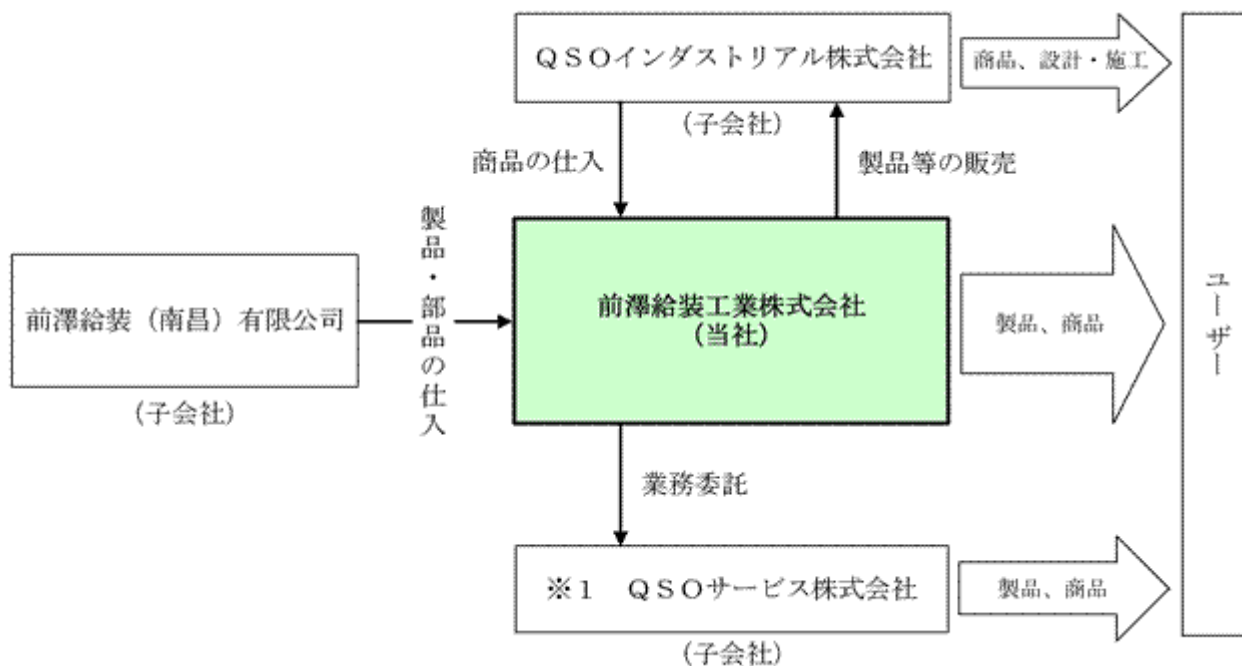 QSOインダストリアル株式会社
(子会社)
商品、設計・施工
商品の仕入
製品等の販売
前澤給装(南昌)有限公司
(子会社)
製品・部品の仕入
前澤給装工業株式会社
(当社)
製品、商品
ユーザー
業務委託
※1 QSOサービス株式会社
(子会社)
製品、商品